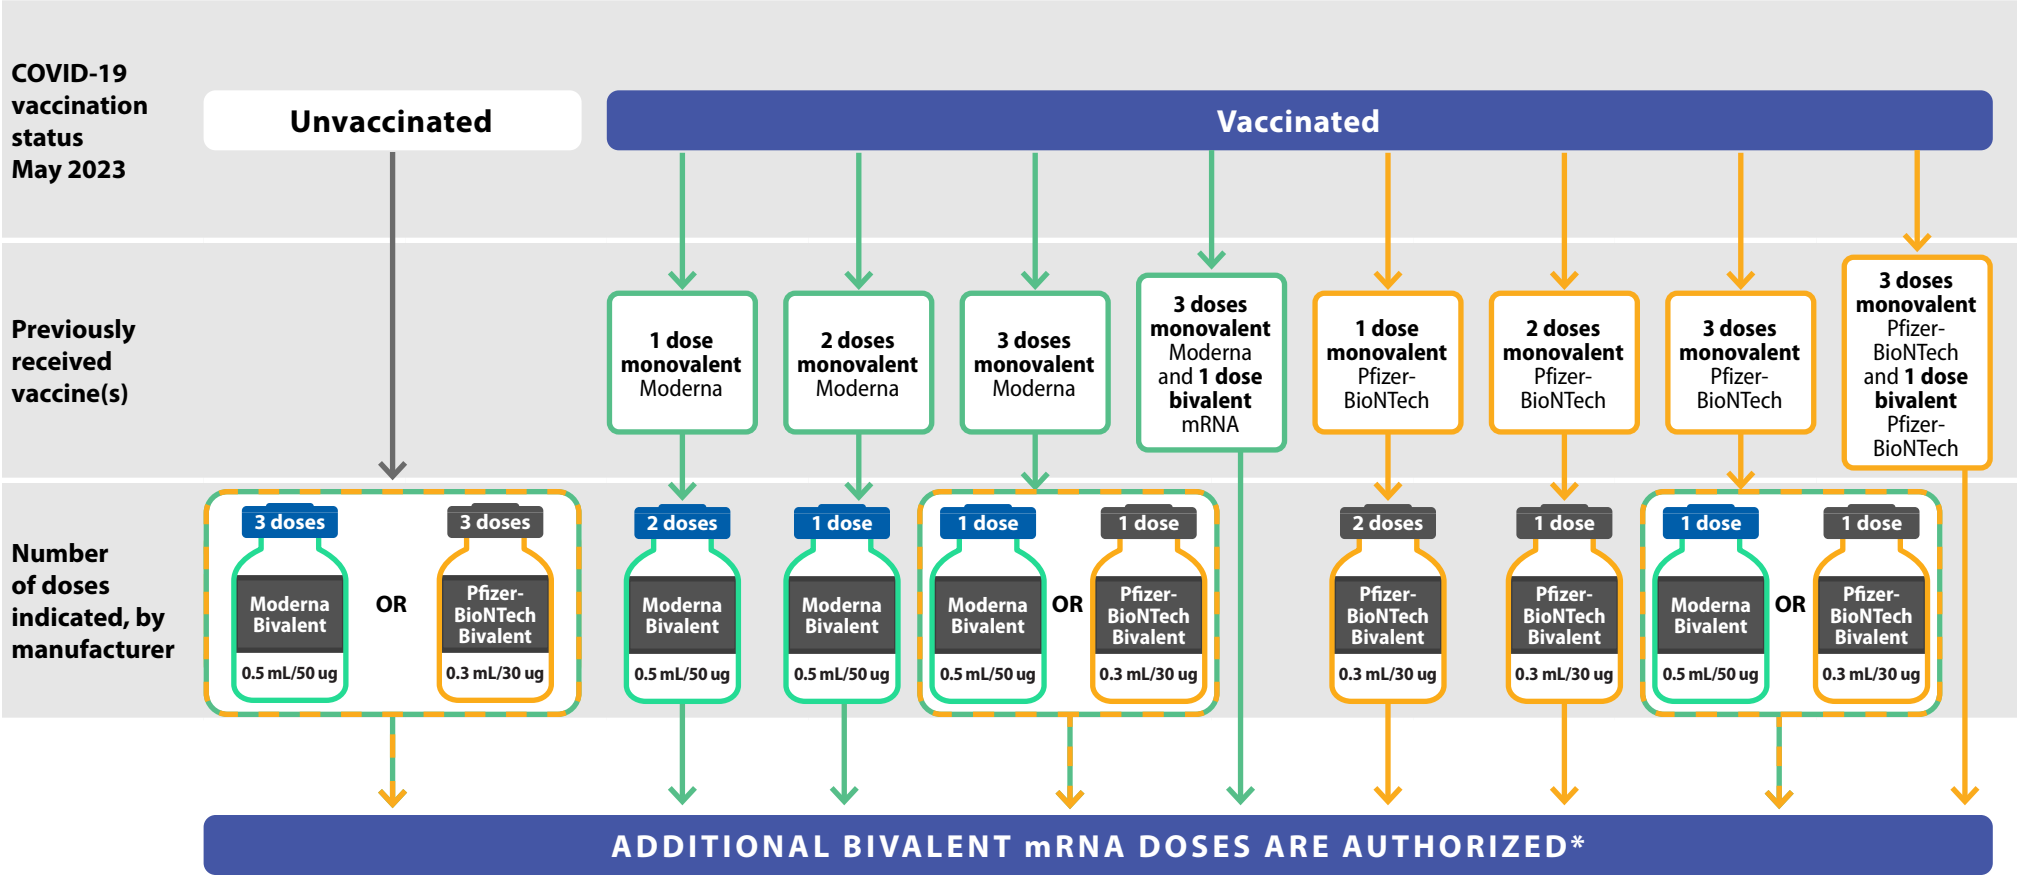 COVID-19
vaccination
status
May 2023
Unvaccinated
Vaccinated
Previously
received
vaccine(s)
1 dose
monovalent
Moderna
2 doses
monovalent
Moderna
3 doses
monovalent
Moderna
3 doses
monovalent
Moderna
and 1 dose
bivalent
mRNA
1 dose
monovalent
Pfizer-
BioNTech
2 doses
monovalent
Pfizer-
BioNTech
3 doses
monovalent
Pfizer-
BioNTech
3 doses
monovalent
Pfizer-
BioNTech
and 1 dose
bivalent
Pfizer-
BioNTech
Number
of doses
indicated, by
manufacturer
3 doses
Moderna
Bivalent
0.5 mL/50 ug
OR
3 doses
Pfizer-
BioNTech
Bivalent
0.3 mL/30 ug
2 doses
Moderna
Bivalent
0.5 mL/50 ug
1 dose
Moderna
Bivalent
0.5 mL/50 ug
1 dose
Moderna
Bivalent
0.5 mL/50 ug
OR
1 dose
Pfizer-
BioNTech
Bivalent
0.3 mL/30 ug
2 doses
Pfizer-
BioNTech
Bivalent
0.3 mL/30 ug
1 dose
Pfizer-
BioNTech
Bivalent
0.3 mL/30 ug
1 dose
Moderna
Bivalent
0.5 mL/50 ug
OR
1 dose
Pfizer-
BioNTech
Bivalent
0.3 mL/30 ug
ADDITIONAL BIVALENT mRNA DOSES ARE AUTHORIZED*